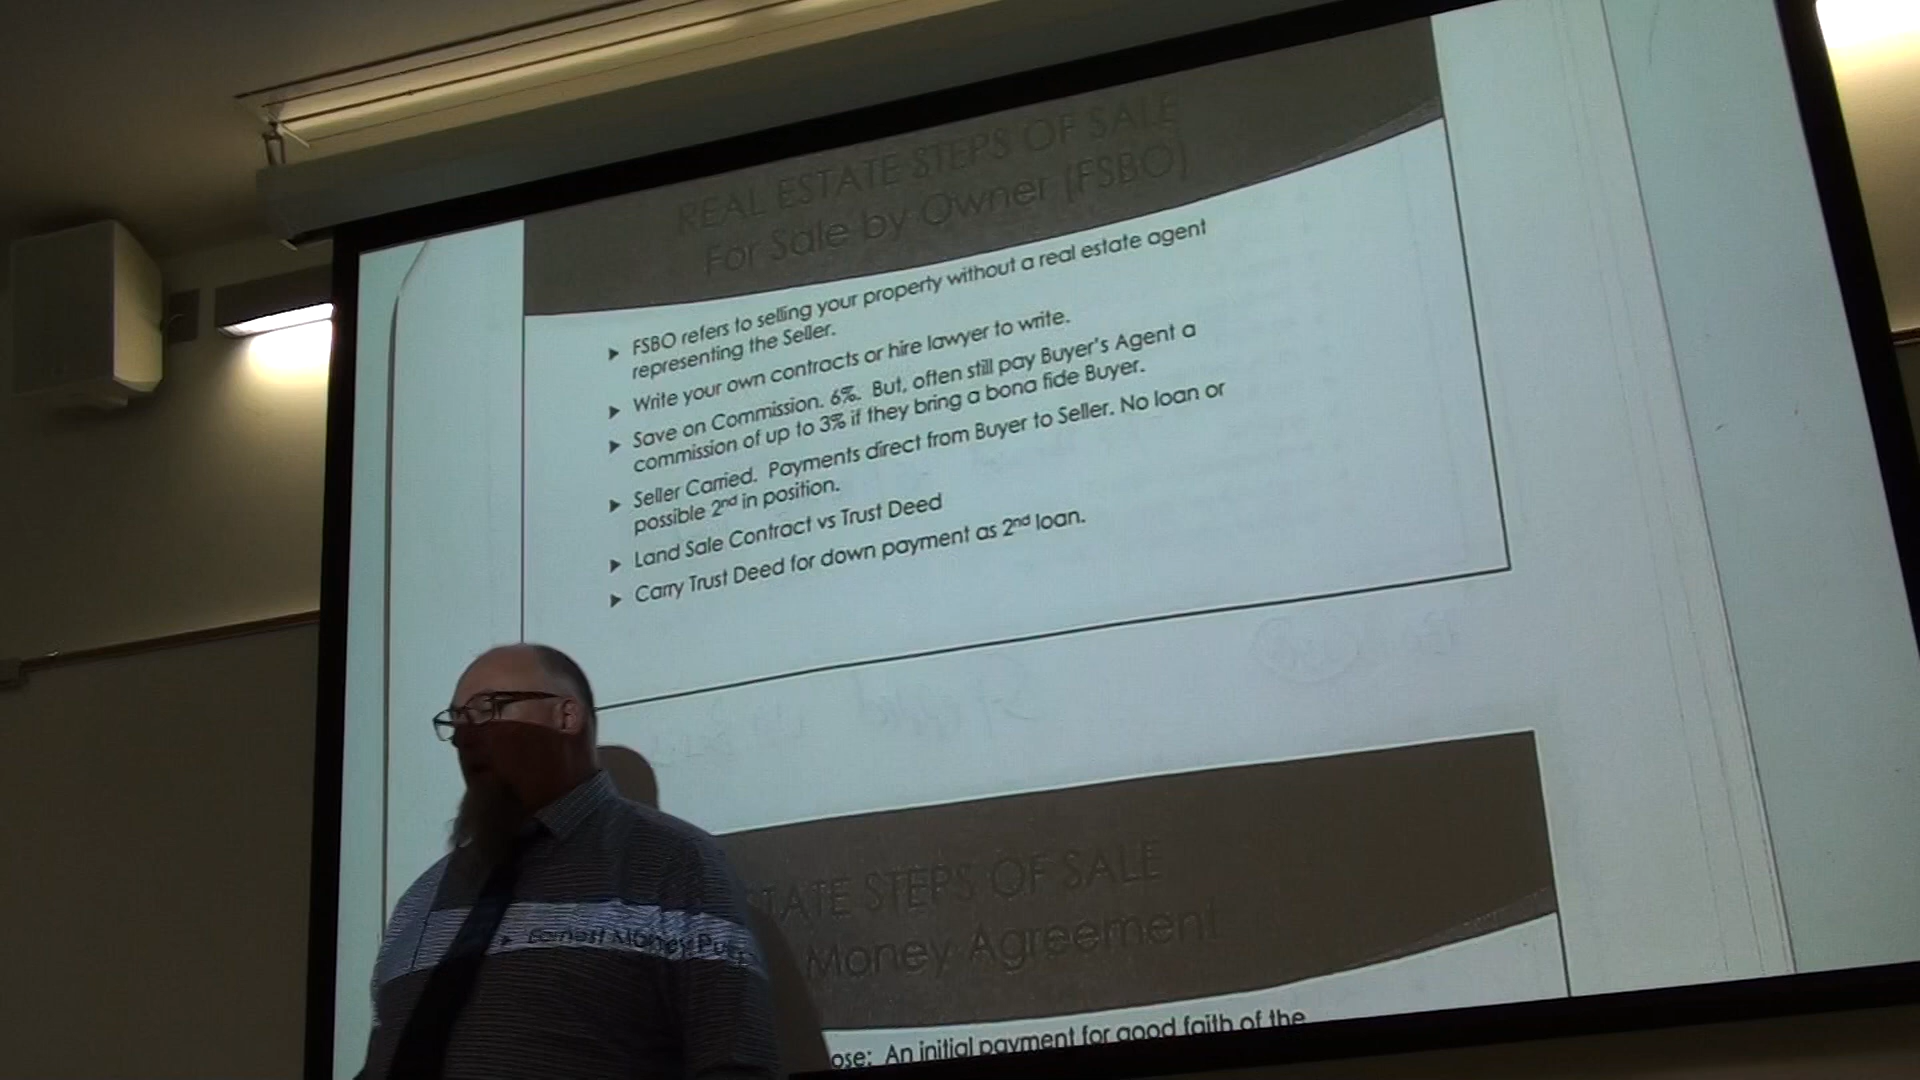 REAL ESTATE STEPS OF SALE
For Sale by Owner (FSBO)
FSBO refers to selling your property without a real estate agent
representing the Seller.
Write your own contracts or hire lawyer to write.
Save on Commission. 6%. But, often still pay Buyer's Agent a
commission of up to 3% if they bring a bona fide Buyer.
Seller Carried. Payments direct from Buyer to Seller. No loan or
possible 2nd in position.
Land Sale Contract vs Trust Deed
Carry Trust Deed for down payment as 2nd loan.
TATE STEPS OF SALE
Money Agreement
Earnest Money Purp
ose: An initial payment for good faith of the